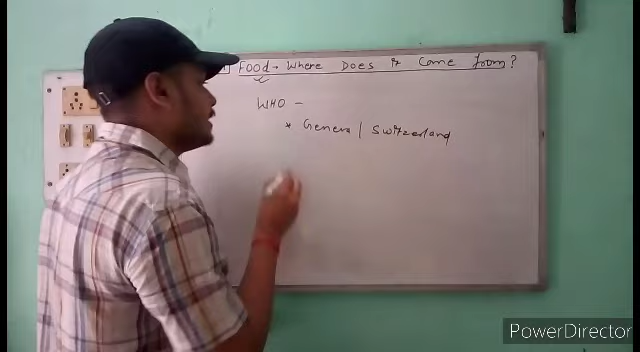 Food - Where Does it Come from?
WHO -
* Geneva / Switzerland
PowerDirector